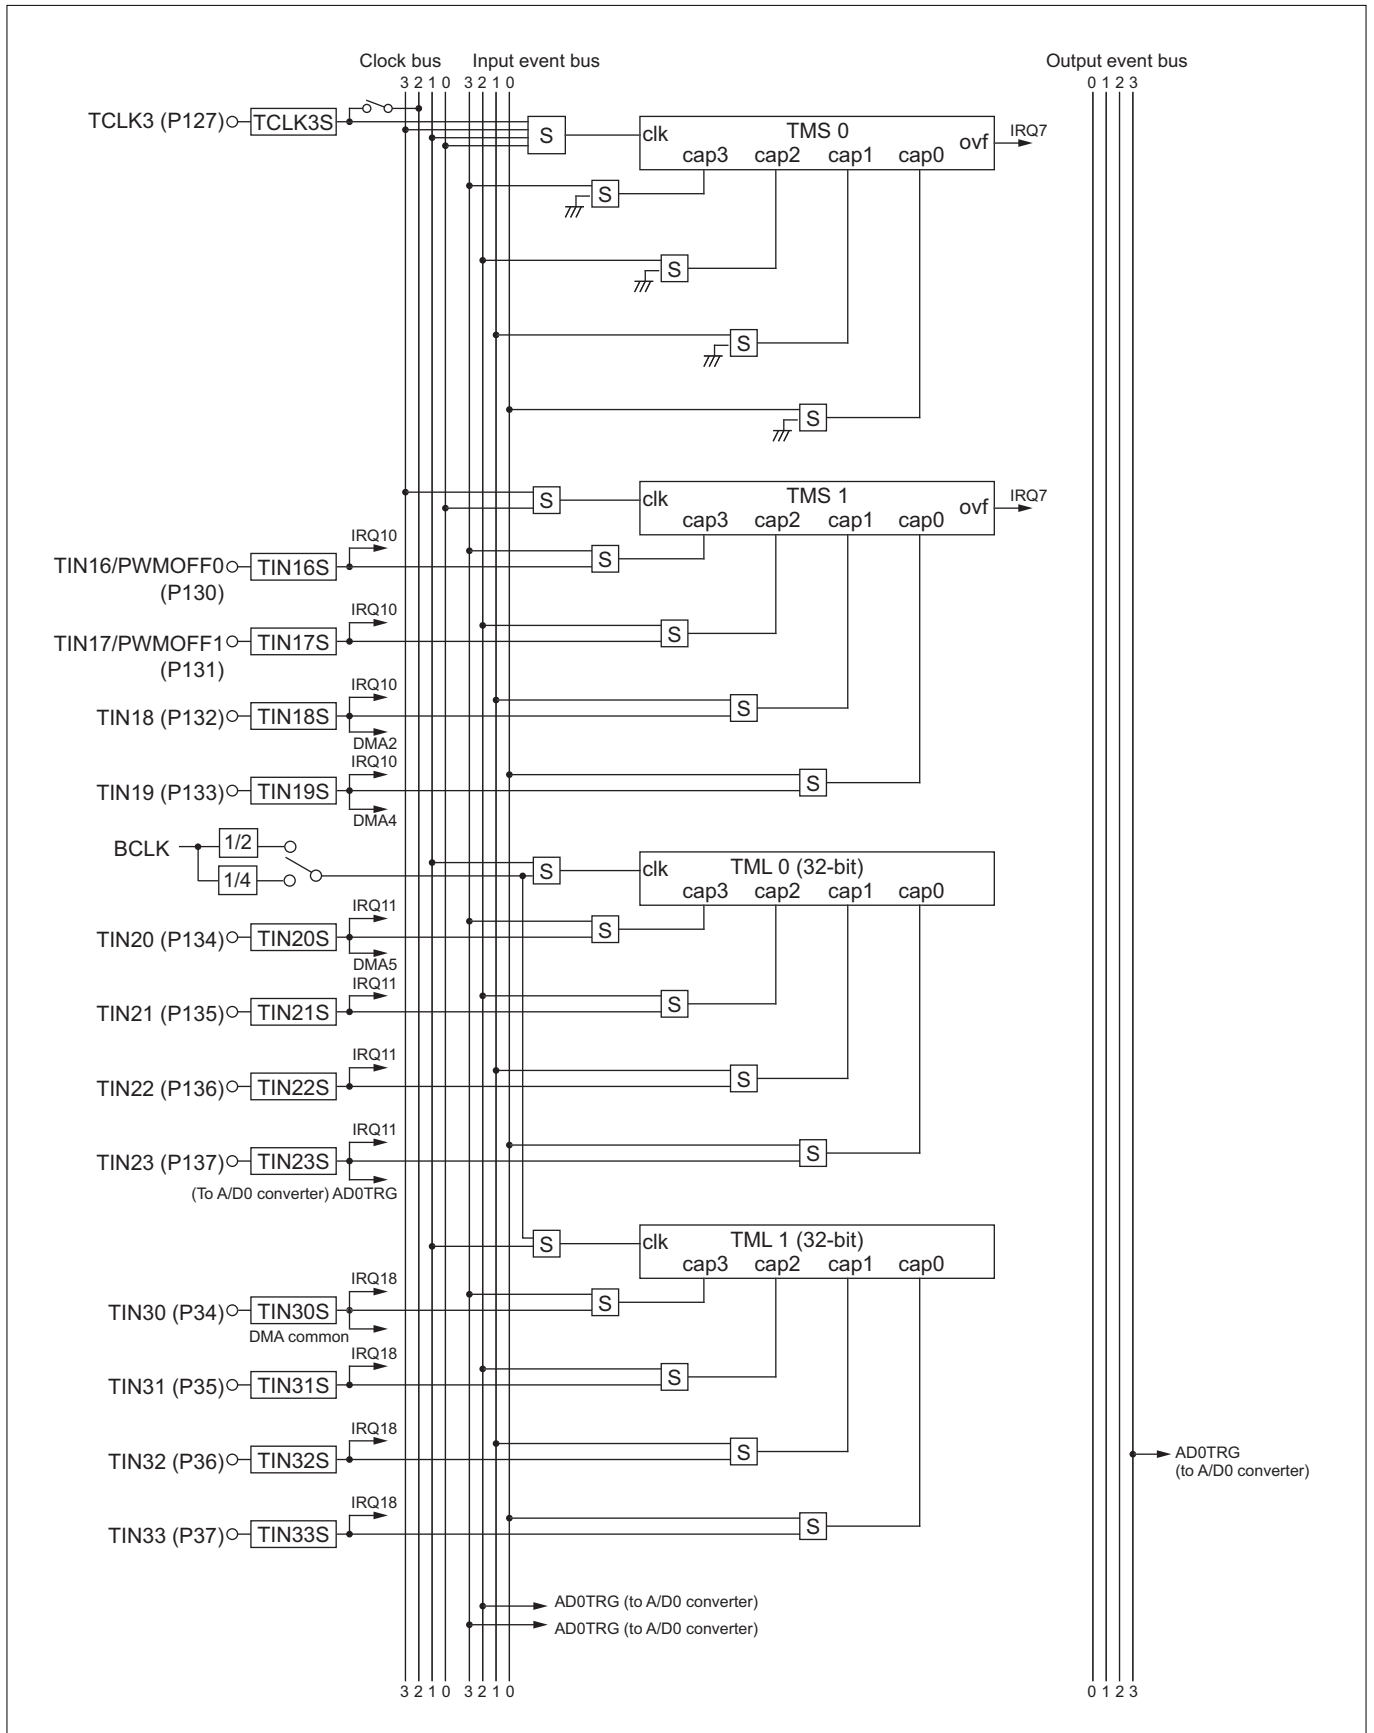 Clock bus Input event bus Output event bus
3 2 1 0 3 2 1 0 0 1 2 3
TCLK3 (P127) TCLK3S
S clk TMS 0 ovf IRQ7
cap3 cap2 cap1 cap0
S
S
S
S
S clk TMS 1 ovf IRQ7
cap3 cap2 cap1 cap0
IRQ10
TIN16/PWMOFF0 TIN16S S
(P130)
IRQ10
TIN17/PWMOFF1 TIN17S S
(P131)
IRQ10
TIN18 (P132) TIN18S S
DMA2
IRQ10
TIN19 (P133) TIN19S S
DMA4
BCLK 1/2
1/4
S clk TML 0 (32-bit)
cap3 cap2 cap1 cap0
IRQ11
TIN20 (P134) TIN20S S
DMA5
IRQ11
TIN21 (P135) TIN21S S
IRQ11
TIN22 (P136) TIN22S S
IRQ11
TIN23 (P137) TIN23S S
(To A/D0 converter) AD0TRG
S clk TML 1 (32-bit)
cap3 cap2 cap1 cap0
IRQ18
TIN30 (P34) TIN30S S
DMA common
IRQ18
TIN31 (P35) TIN31S S
IRQ18
TIN32 (P36) TIN32S S
AD0TRG
(to A/D0 converter)
IRQ18
TIN33 (P37) TIN33S S
AD0TRG (to A/D0 converter)
AD0TRG (to A/D0 converter)
3 2 1 0 3 2 1 0 0 1 2 3